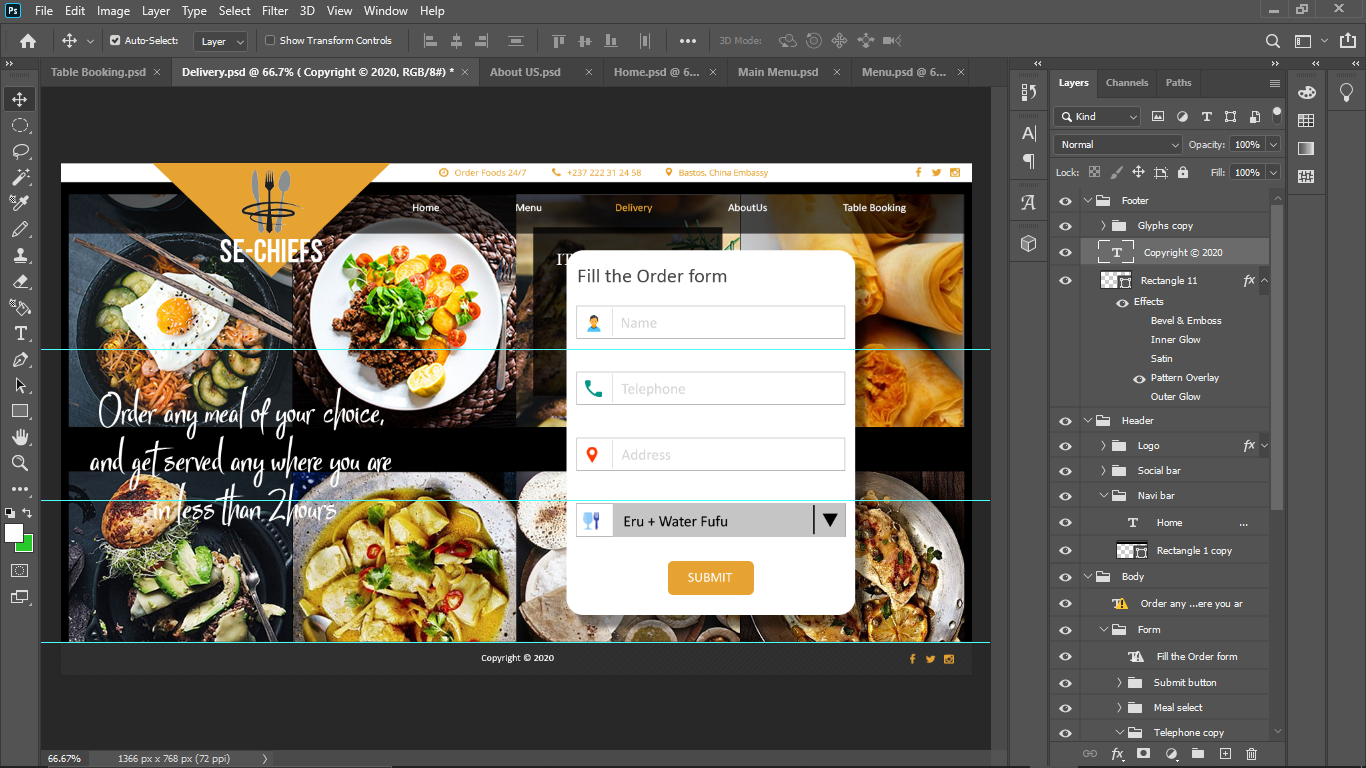 Ps File Edit Image Layer Type Select Filter 3D View Window Help
Auto-Select: Layer Show Transform Controls 3D Mode:
Table Booking.psd Delivery.psd @ 66.7% ( Copyright © 2020, RGB/8#) * About US.psd Home.psd @ 6... Main Menu.psd Menu.psd @ 6...
Order Foods 24/7 +237 222 31 24 58 Bastos, China Embassy
Home Menu Delivery AboutUs Table Booking
SE-CHIEFS
Fill the Order form
Name
Telephone
Address
Eru + Water Fufu
SUBMIT
Order any meal of your choice,
and get served any where you are
in less than 2hours
Copyright © 2020
66.67% 1366 px x 768 px (72 ppi)
Layers Channels Paths
Kind
Normal Opacity: 100%
Lock: Fill: 100%
Footer
Glyphs copy
Copyright © 2020
Rectangle 11 fx
Effects
Bevel & Emboss
Inner Glow
Satin
Pattern Overlay
Outer Glow
Header
Logo fx
Social bar
Navi bar
Home ...
Rectangle 1 copy
Body
Order any ...ere you ar
Form
Fill the Order form
Submit button
Meal select
Telephone copy
fx